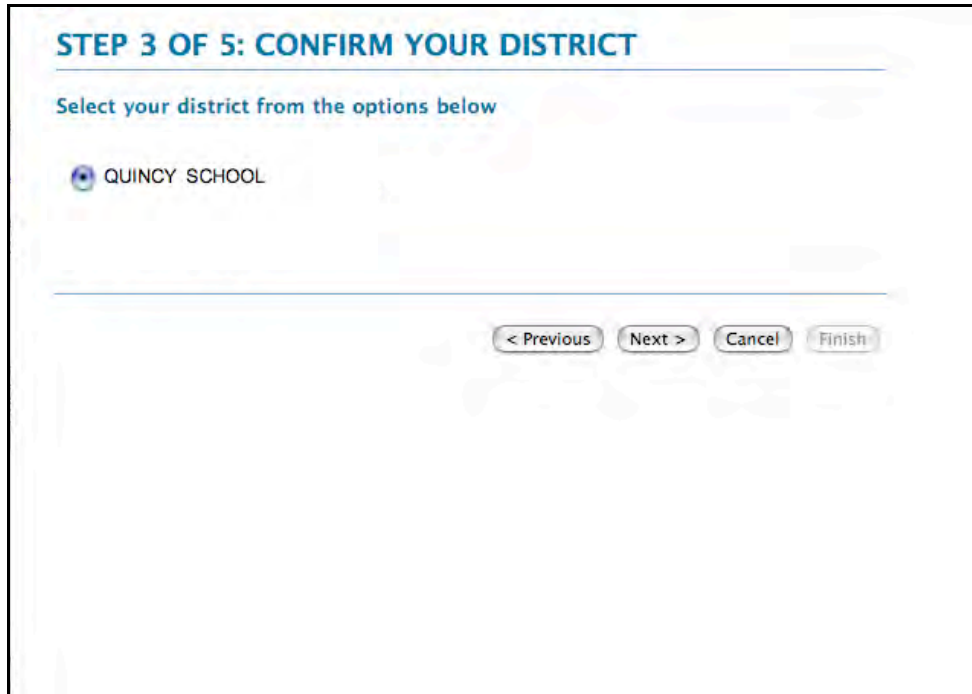 STEP 3 OF 5: CONFIRM YOUR DISTRICT
Select your district from the options below
QUINCY SCHOOL
< Previous Next > Cancel Finish